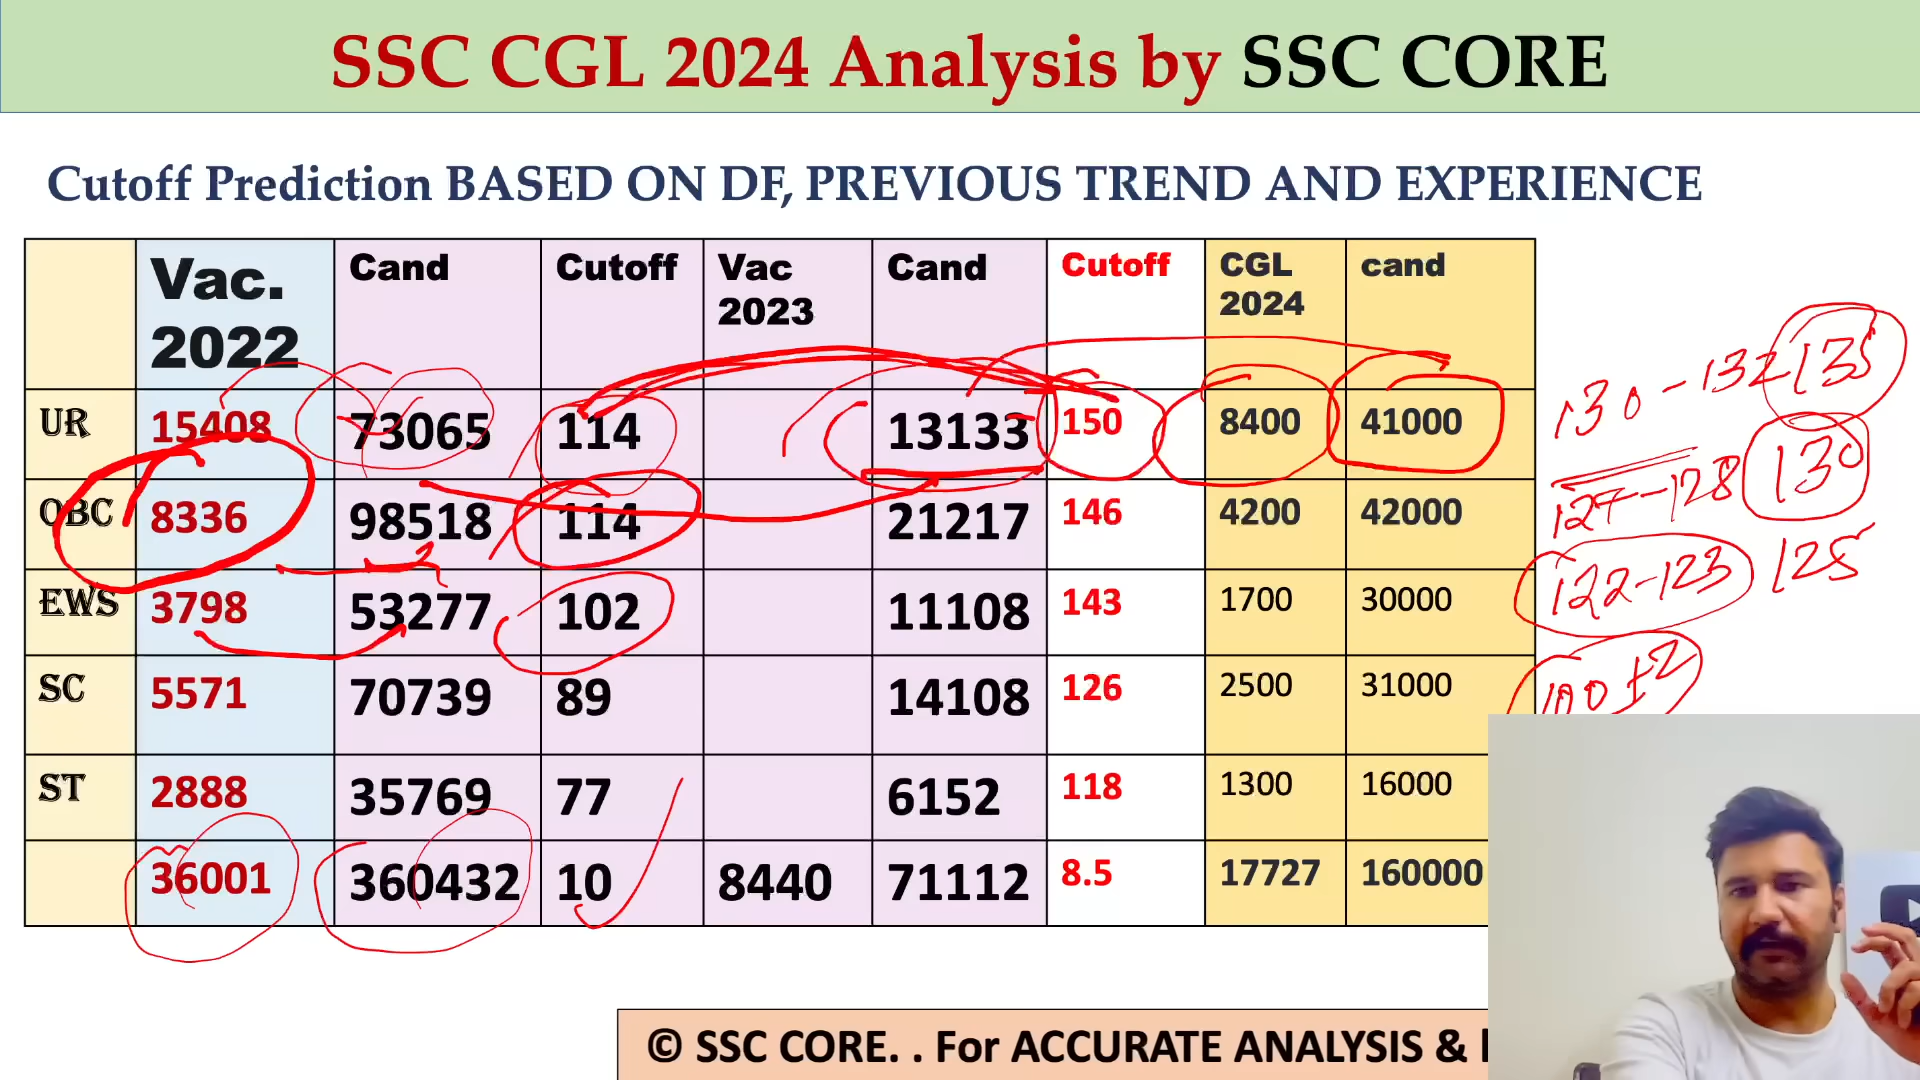 SSC CGL 2024 Analysis by SSC CORE
Cutoff Prediction BASED ON DF, PREVIOUS TREND AND EXPERIENCE
Vac. 2022 Cand Cutoff Vac 2023 Cand Cutoff CGL 2024 cand
UR 15408 73065 114 13133 150 8400 41000
OBC 8336 98518 114 21217 146 4200 42000
EWS 3798 53277 102 11108 143 1700 30000
SC 5571 70739 89 14108 126 2500 31000
ST 2888 35769 77 6152 118 1300 16000
36001 360432 10 8440 71112 8.5 17727 160000
130-132 135
127-128 130
122-123 125
100±2
© SSC CORE. . For ACCURATE ANALYSIS &